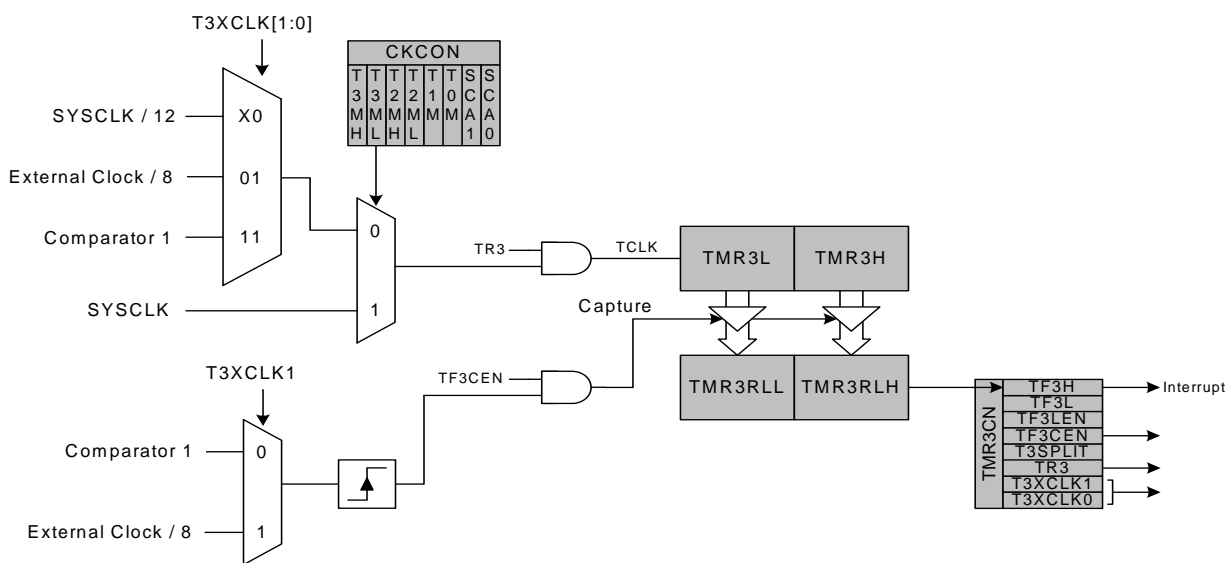 T3XCLK[1:0]
CKCON
T3MH
T3ML
T2MH
T2ML
T1M
T0M
SCA1
SCA0
SYSCLK / 12
X0
External Clock / 8
01
Comparator 1
11
0
SYSCLK
1
TR3
TCLK
TMR3L
TMR3H
Capture
T3XCLK1
TF3CEN
TMR3RLL
TMR3RLH
Comparator 1
0
External Clock / 8
1
TMR3CN
TF3H
TF3L
TF3LEN
TF3CEN
T3SPLIT
TR3
T3XCLK1
T3XCLK0
Interrupt